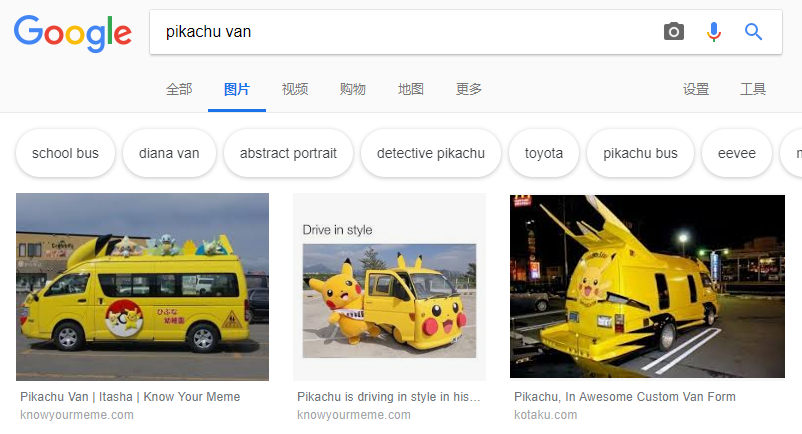 Google
pikachu van
全部 图片 视频 购物 地图 更多 设置 工具
school bus diana van abstract portrait detective pikachu toyota pikachu bus eevee
Drive in style
ひぶな
幼稚園
Pikachu Van | Itasha | Know Your Meme
knowyourmeme.com
Pikachu is driving in style in his…
knowyourmeme.com
Pikachu, In Awesome Custom Van Form
kotaku.com